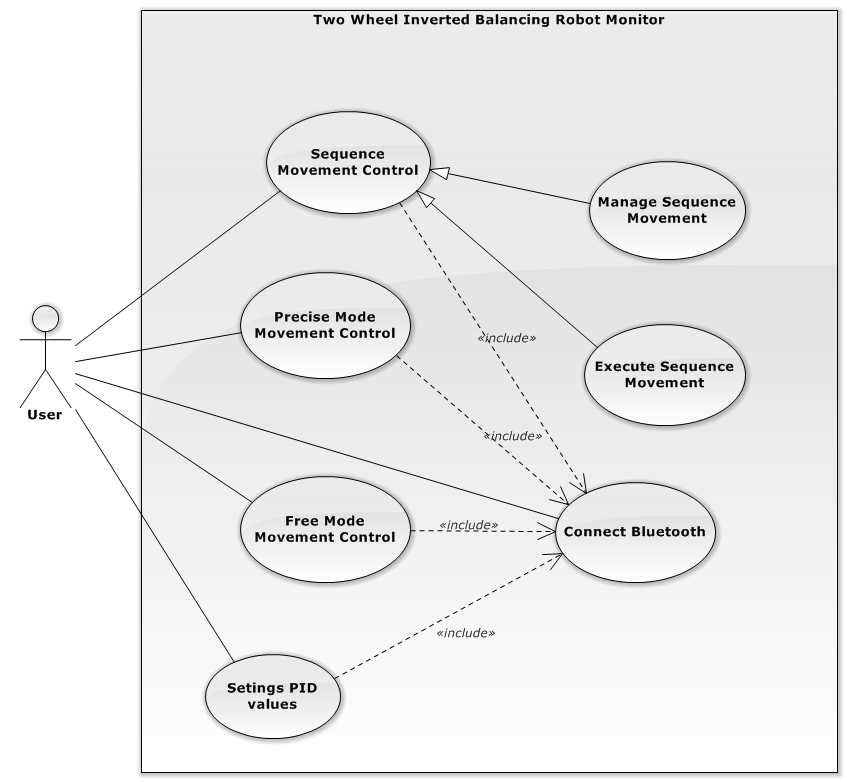 Two Wheel Inverted Balancing Robot Monitor
Sequence
Movement Control
Manage Sequence
Movement
Precise Mode
Movement Control
«include»
Execute Sequence
Movement
User
«include»
Free Mode
Movement Control
«include»
Connect Bluetooth
«include»
Setings PID
values